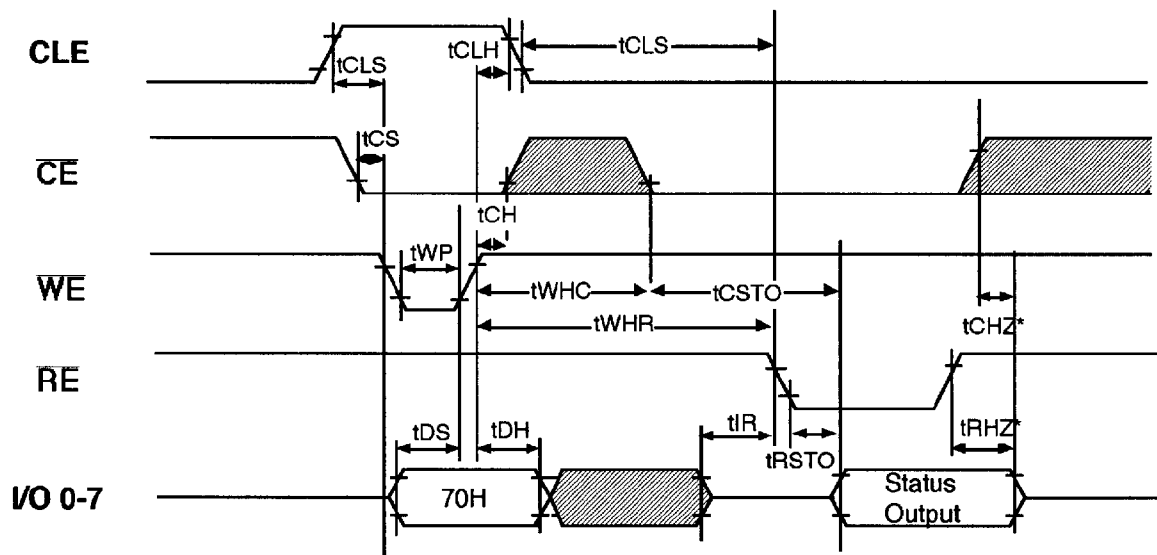 CLE
tCLS
tCLH
tCLS
CE
tCS
tCH
WE
tWP
tWHC
tCSTO
tWHR
tCHZ*
RE
tDS
tDH
tIR
tRSTO
tRHZ*
I/O 0-7
70H
Status
Output